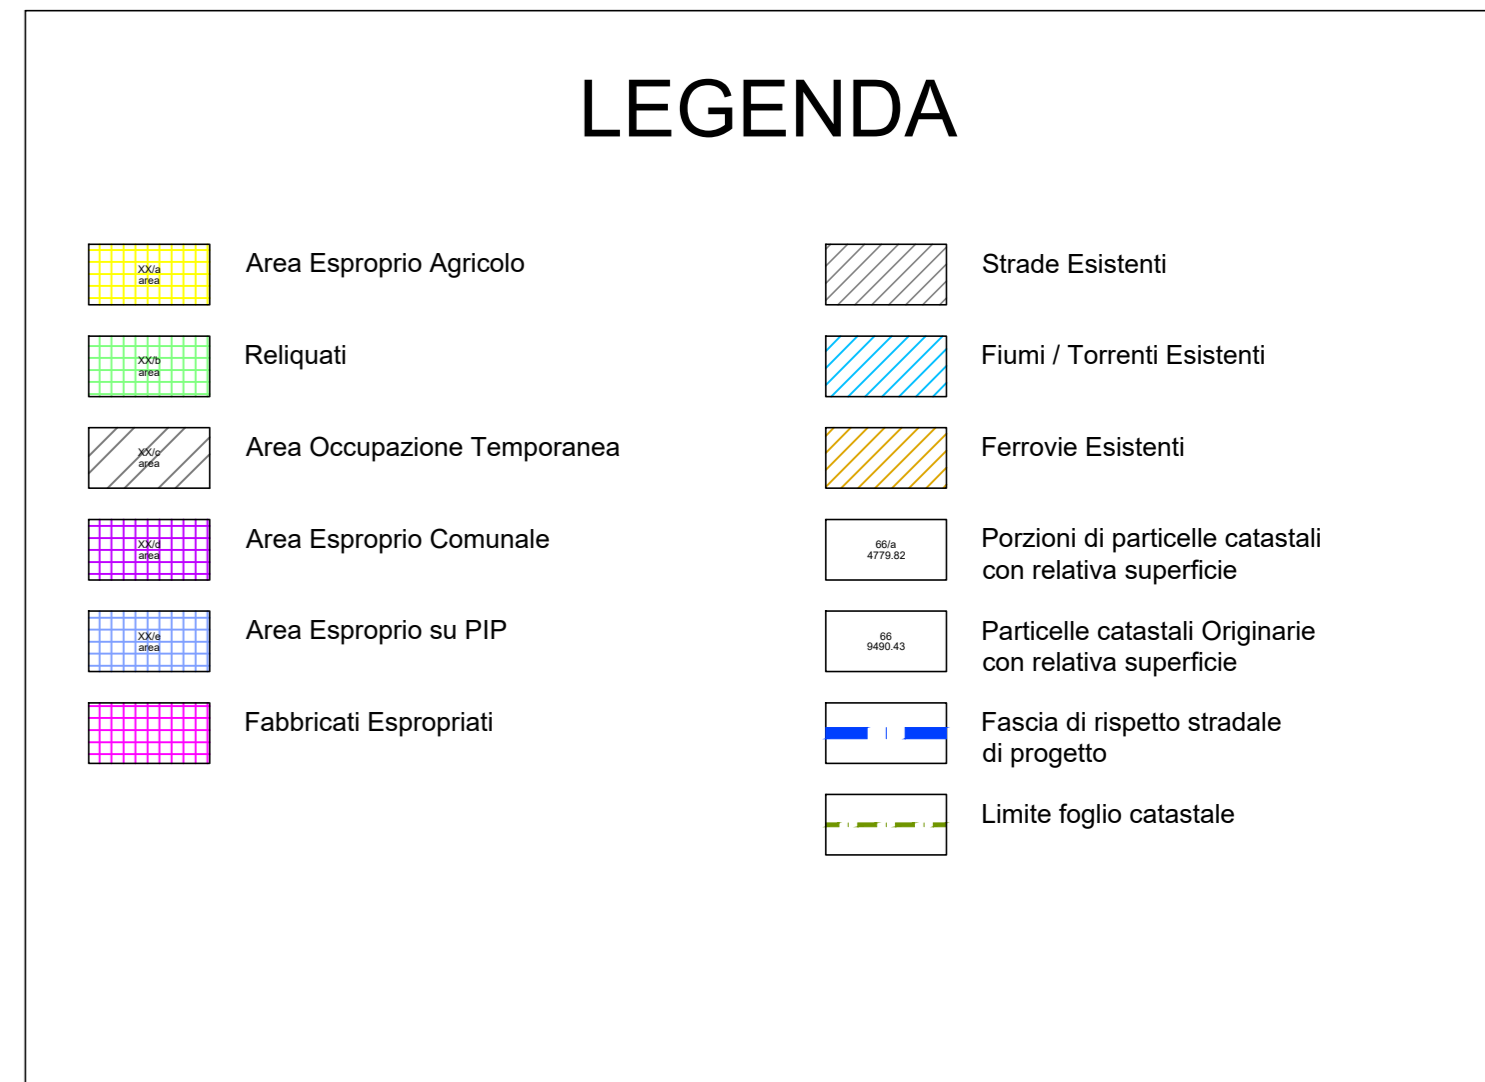 LEGENDA
XX/a
area
Area Esproprio Agricolo
XX/b
area
Reliquati
XX/c
area
Area Occupazione Temporanea
XX/d
area
Area Esproprio Comunale
XX/e
area
Area Esproprio su PIP
Fabbricati Espropriati
Strade Esistenti
Fiumi / Torrenti Esistenti
Ferrovie Esistenti
66/a
4779.82
Porzioni di particelle catastali
con relativa superficie
66
9490.43
Particelle catastali Originarie
con relativa superficie
Fascia di rispetto stradale
di progetto
Limite foglio catastale